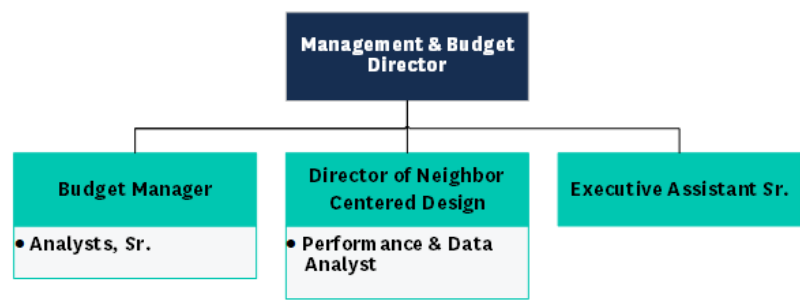 Management & Budget
Director
Budget Manager
• Analysts, Sr.
Director of Neighbor
Centered Design
• Performance & Data
Analyst
Executive Assistant Sr.